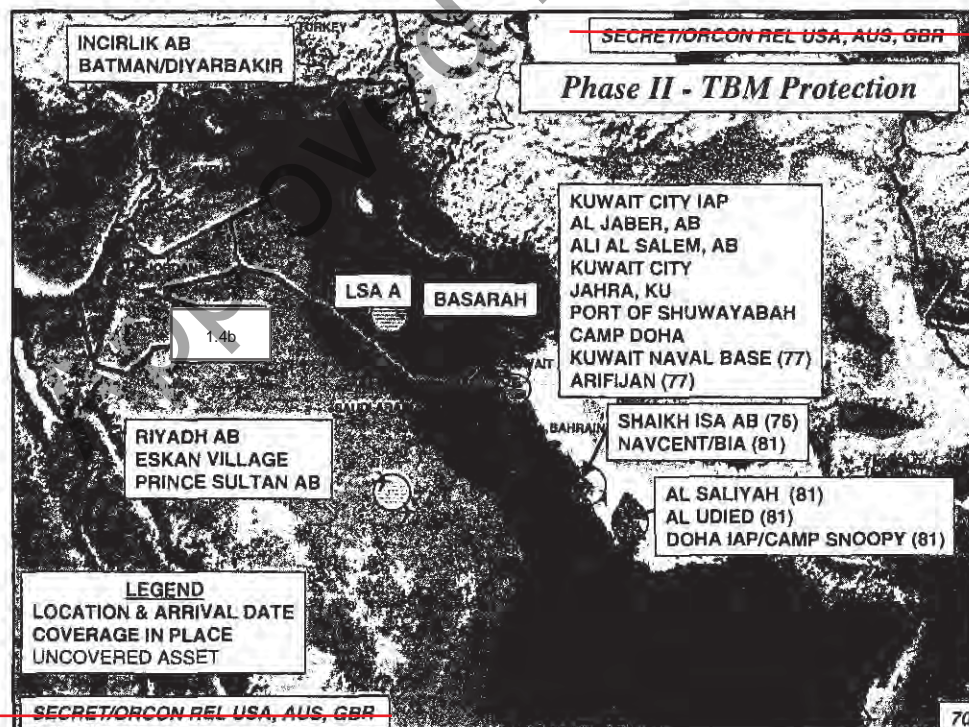 INCIRLIK AB
BATMAN/DIYARBAKIR
TURKEY
SECRET/ORCON REL USA, AUS, GBR
Phase II - TBM Protection
KUWAIT CITY IAP
AL JABER, AB
ALI AL SALEM, AB
KUWAIT CITY
JAHRA, KU
PORT OF SHUWAYABAH
CAMP DOHA
KUWAIT NAVAL BASE (77)
ARIFIJAN (77)
LSA A
BASARAH
1.4b
BAHRAIN
SHAIKH ISA AB (76)
NAVCENT/BIA (81)
RIYADH AB
ESKAN VILLAGE
PRINCE SULTAN AB
AL SALIYAH (81)
AL UDIED (81)
DOHA IAP/CAMP SNOOPY (81)
LEGEND
LOCATION & ARRIVAL DATE
COVERAGE IN PLACE
UNCOVERED ASSET
SECRET/ORCON REL USA, AUS, GBR